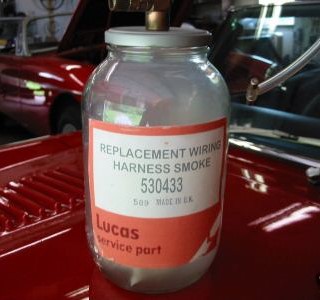 REPLACEMENT WIRING
HARNESS SMOKE
530433
569 MADE IN U.K.
Lucas
service part